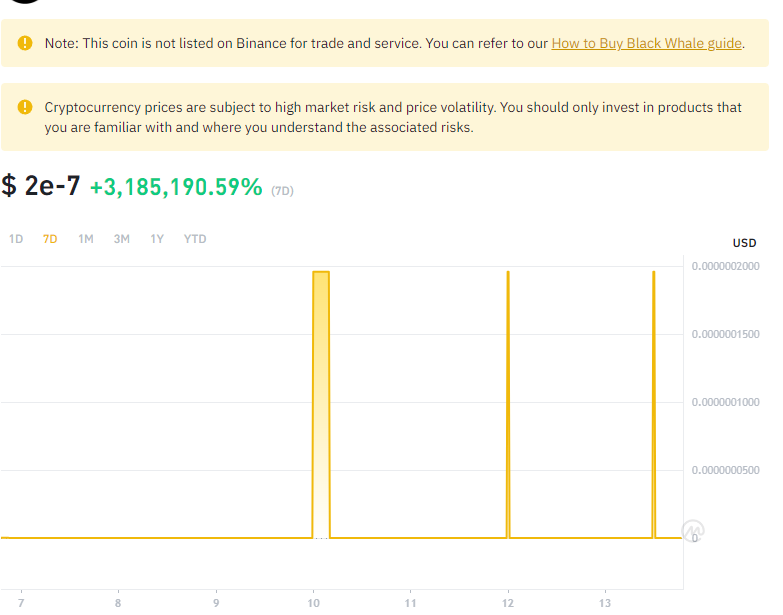 Note: This coin is not listed on Binance for trade and service. You can refer to our How to Buy Black Whale guide.
Cryptocurrency prices are subject to high market risk and price volatility. You should only invest in products that
you are familiar with and where you understand the associated risks.
$ 2e-7 +3,185,190.59% (7D)
1D 7D 1M 3M 1Y YTD
USD
0.0000002000
0.0000001500
0.0000001000
0.0000000500
0
7 8 9 10 11 12 13